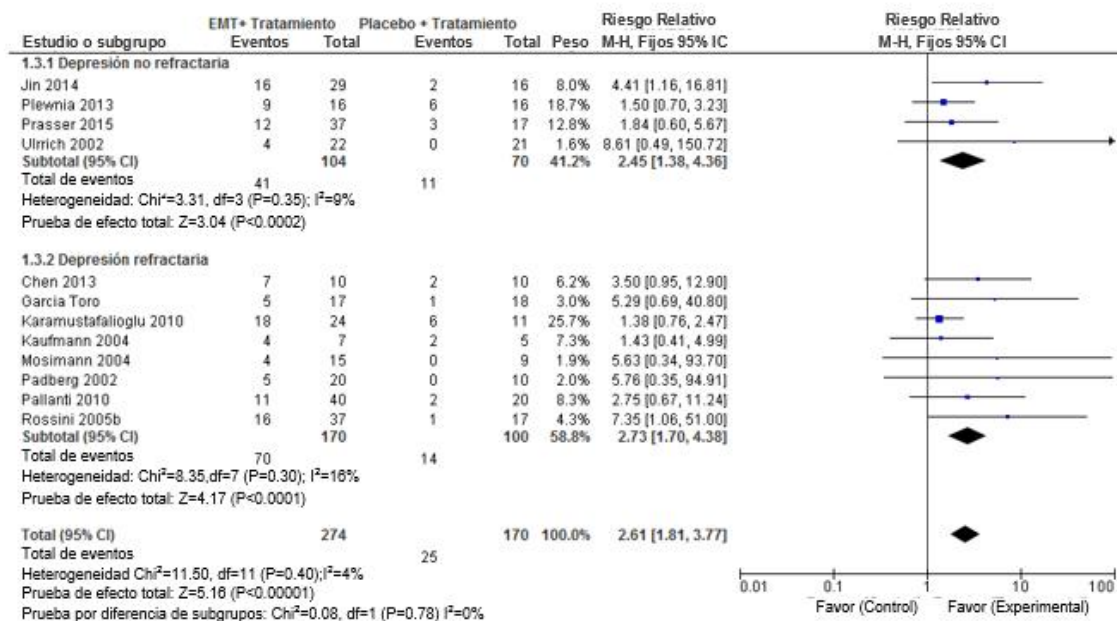 EMT+ Tratamiento Placebo + Tratamiento Riesgo Relativo Riesgo Relativo
Estudio o subgrupo Eventos Total Eventos Total Peso M-H, Fijos 95% IC M-H, Fijos 95% CI
1.3.1 Depresión no refractaria
Jin 2014 16 29 2 16 8.0% 4.41 [1.16, 16.81]
Plewnia 2013 9 16 6 16 18.7% 1.50 [0.70, 3.23]
Prasser 2015 12 37 3 17 12.8% 1.84 [0.60, 5.67]
Ulrrich 2002 4 22 0 21 1.6% 8.61 [0.49, 150.72]
Subtotal (95% CI) 104 70 41.2% 2.45 [1.38, 4.36]
Total de eventos 41 11
Heterogeneidad: Chi²=3.31, df=3 (P=0.35); I²=9%
Prueba de efecto total: Z=3.04 (P<0.0002)
1.3.2 Depresión refractaria
Chen 2013 7 10 2 10 6.2% 3.50 [0.95, 12.90]
Garcia Toro 5 17 1 18 3.0% 5.29 [0.69, 40.80]
Karamustafalioglu 2010 18 24 6 11 25.7% 1.38 [0.76, 2.47]
Kaufmann 2004 4 7 2 5 7.3% 1.43 [0.41, 4.99]
Mosimann 2004 4 15 0 9 1.9% 5.63 [0.34, 93.70]
Padberg 2002 5 20 0 10 2.0% 5.76 [0.35, 94.91]
Pallanti 2010 11 40 2 20 8.3% 2.75 [0.67, 11.24]
Rossini 2005b 16 37 1 17 4.3% 7.35 [1.06, 51.00]
Subtotal (95% CI) 170 100 58.8% 2.73 [1.70, 4.38]
Total de eventos 70 14
Heterogeneidad: Chi²=8.35,df=7 (P=0.30); I²=16%
Prueba de efecto total: Z=4.17 (P<0.0001)
Total (95% CI) 274 170 100.0% 2.61 [1.81, 3.77]
Total de eventos 25
Heterogeneidad Chi²=11.50, df=11 (P=0.40);I²=4%
Prueba de efecto total: Z=5.16 (P<0.00001)
Prueba por diferencia de subgrupos: Chi²=0.08, df=1 (P=0.78) I²=0%
0.01 0.1 1 10 100
Favor (Control) Favor (Experimental)